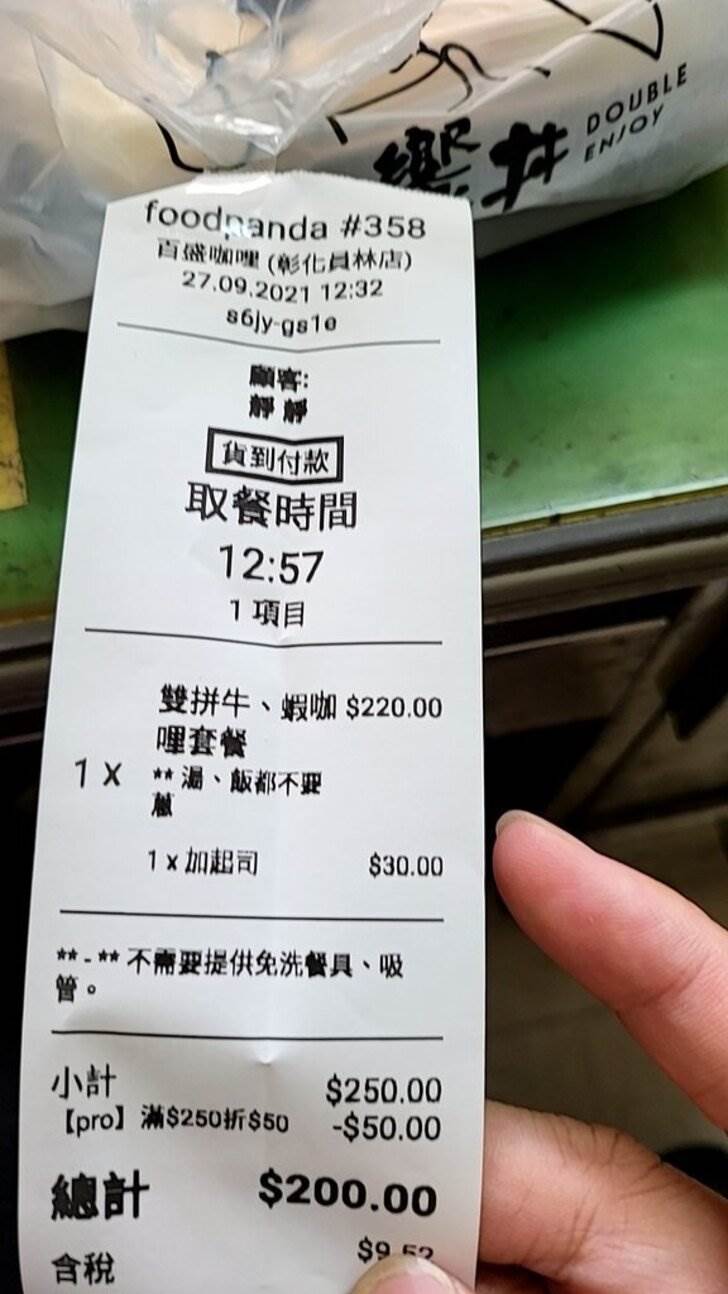 響丼 DOUBLE
ENJOY
foodpanda #358
百盛咖哩 (彰化員林店)
27.09.2021 12:32
s6jy-gs1e
顧客:
靜 靜
貨到付款
取餐時間
12:57
1 項目
雙拼牛、蝦咖 $220.00
哩套餐
1 X ** 湯、飯都不要
蔥
1 x 加起司 $30.00
** - ** 不需要提供免洗餐具、吸
管。
小計 $250.00
【pro】滿$250折$50 -$50.00
總計 $200.00
含稅 $9.52